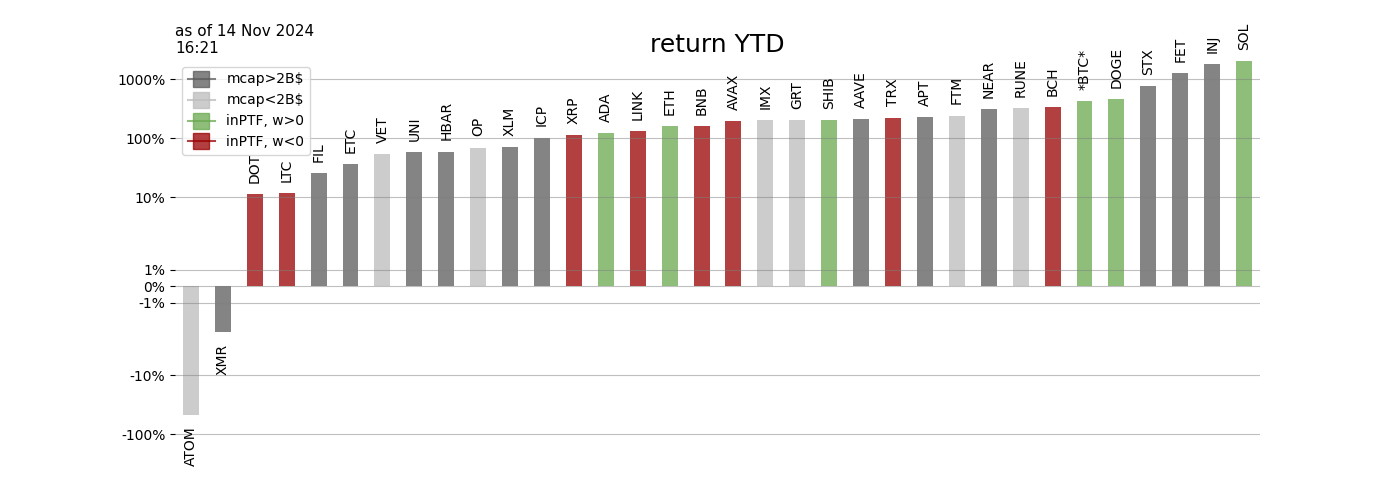 as of 14 Nov 2024
16:21
return YTD
mcap>2B$
mcap<2B$
inPTF, w>0
inPTF, w<0
1000%
100%
10%
1%
0%
-1%
-10%
-100%
ATOM
XMR
DOT
LTC
FIL
ETC
VET
UNI
HBAR
OP
XLM
ICP
XRP
ADA
LINK
ETH
BNB
AVAX
IMX
GRT
SHIB
AAVE
TRX
APT
FTM
NEAR
RUNE
BCH
*BTC*
DOGE
STX
FET
INJ
SOL